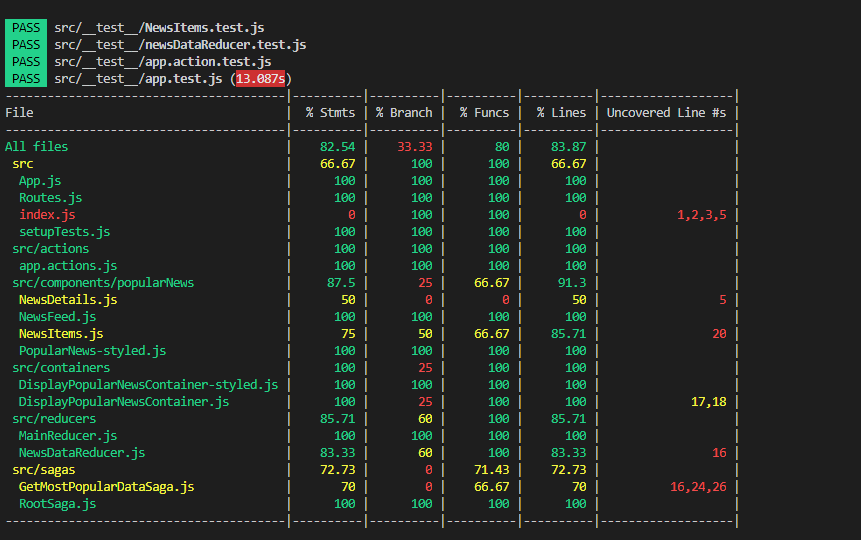 PASS src/__test__/NewsItems.test.js
PASS src/__test__/newsDataReducer.test.js
PASS src/__test__/app.action.test.js
PASS src/__test__/app.test.js (13.087s)
----------------------------------------|----------|----------|----------|----------|-------------------|
File                                    |  % Stmts | % Branch |  % Funcs |  % Lines | Uncovered Line #s |
----------------------------------------|----------|----------|----------|----------|-------------------|
All files                               |    82.54 |    33.33 |       80 |    83.87 |                   |
 src                                    |    66.67 |      100 |      100 |    66.67 |                   |
  App.js                                |      100 |      100 |      100 |      100 |                   |
  Routes.js                             |      100 |      100 |      100 |      100 |                   |
  index.js                              |        0 |      100 |      100 |        0 |           1,2,3,5 |
  setupTests.js                         |      100 |      100 |      100 |      100 |                   |
 src/actions                            |      100 |      100 |      100 |      100 |                   |
  app.actions.js                        |      100 |      100 |      100 |      100 |                   |
 src/components/popularNews             |     87.5 |       25 |    66.67 |     91.3 |                   |
  NewsDetails.js                        |       50 |        0 |        0 |       50 |                 5 |
  NewsFeed.js                           |      100 |      100 |      100 |      100 |                   |
  NewsItems.js                          |       75 |       50 |    66.67 |    85.71 |                20 |
  PopularNews-styled.js                 |      100 |      100 |      100 |      100 |                   |
 src/containers                         |      100 |       25 |      100 |      100 |                   |
  DisplayPopularNewsContainer-styled.js |      100 |      100 |      100 |      100 |                   |
  DisplayPopularNewsContainer.js        |      100 |       25 |      100 |      100 |             17,18 |
 src/reducers                           |    85.71 |       60 |      100 |    85.71 |                   |
  MainReducer.js                        |      100 |      100 |      100 |      100 |                   |
  NewsDataReducer.js                    |    83.33 |       60 |      100 |    83.33 |                16 |
 src/sagas                              |    72.73 |        0 |    71.43 |    72.73 |                   |
  GetMostPopularDataSaga.js             |       70 |        0 |    66.67 |       70 |          16,24,26 |
  RootSaga.js                           |      100 |      100 |      100 |      100 |                   |
----------------------------------------|----------|----------|----------|----------|-------------------|